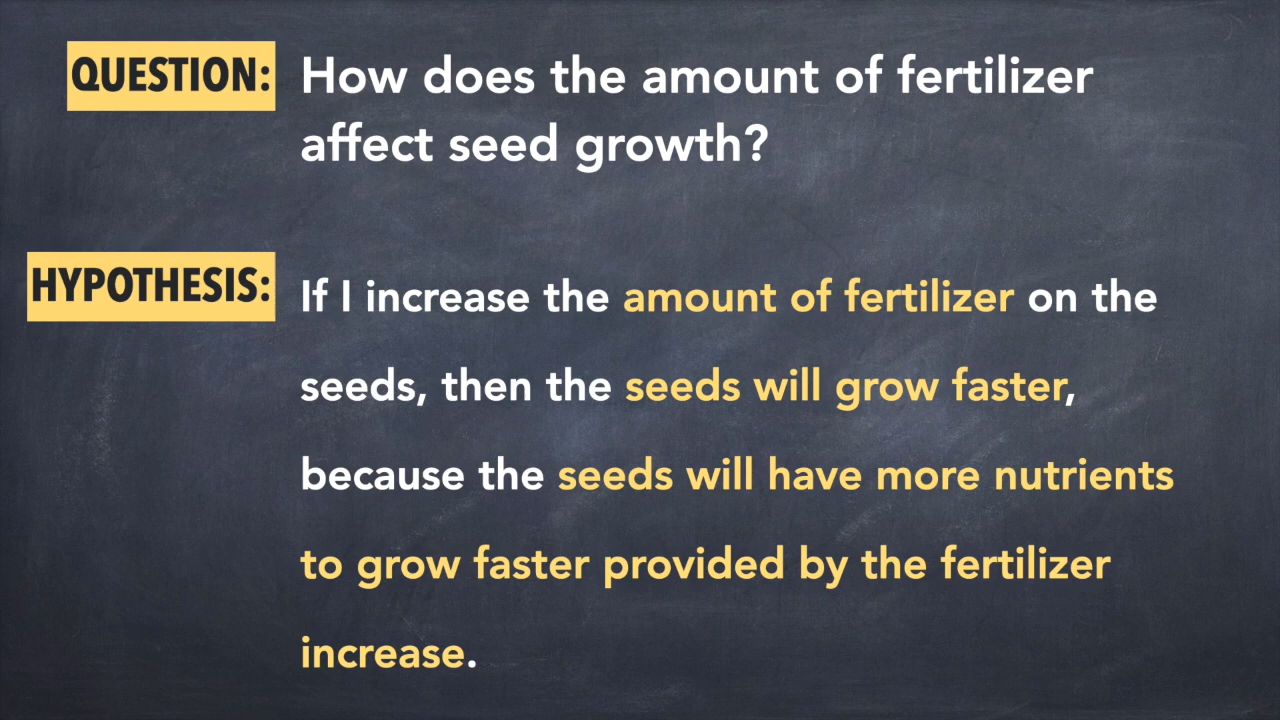 QUESTION: How does the amount of fertilizer
affect seed growth?
HYPOTHESIS: If I increase the amount of fertilizer on the
seeds, then the seeds will grow faster,
because the seeds will have more nutrients
to grow faster provided by the fertilizer
increase.